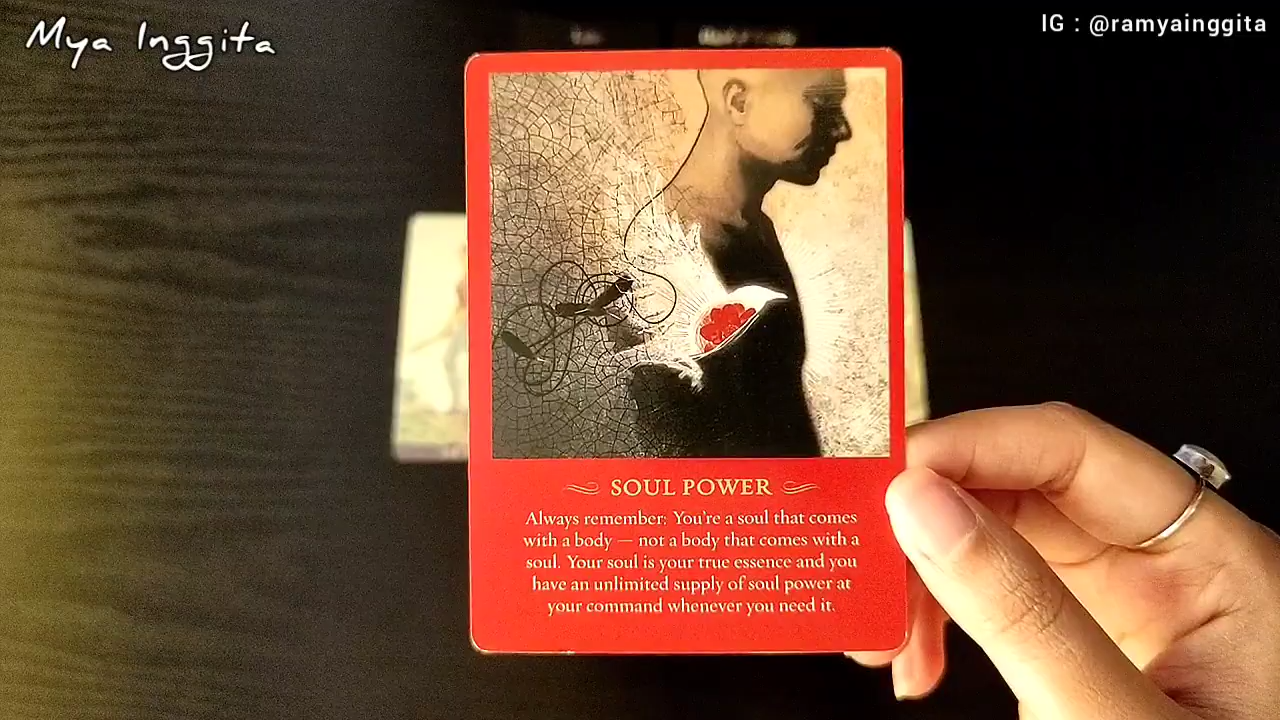 Mya Inggita
IG : @ramyainggita
SOUL POWER
Always remember: You're a soul that comes
with a body — not a body that comes with a
soul. Your soul is your true essence and you
have an unlimited supply of soul power at
your command whenever you need it.